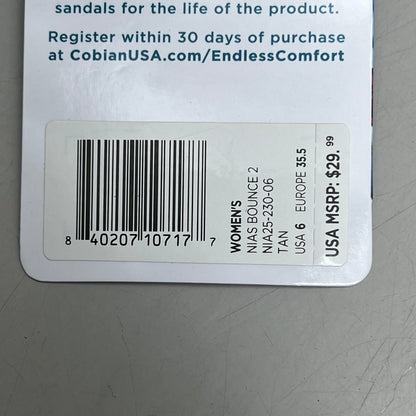 sandals for the life of the product.
Register within 30 days of purchase
at CobianUSA.com/EndlessComfort
8 40207 10717 7
WOMEN'S
NIAS BOUNCE 2
NIA25-230-06
TAN
USA 6 EUROPE 35.5
USA MSRP: $29.99